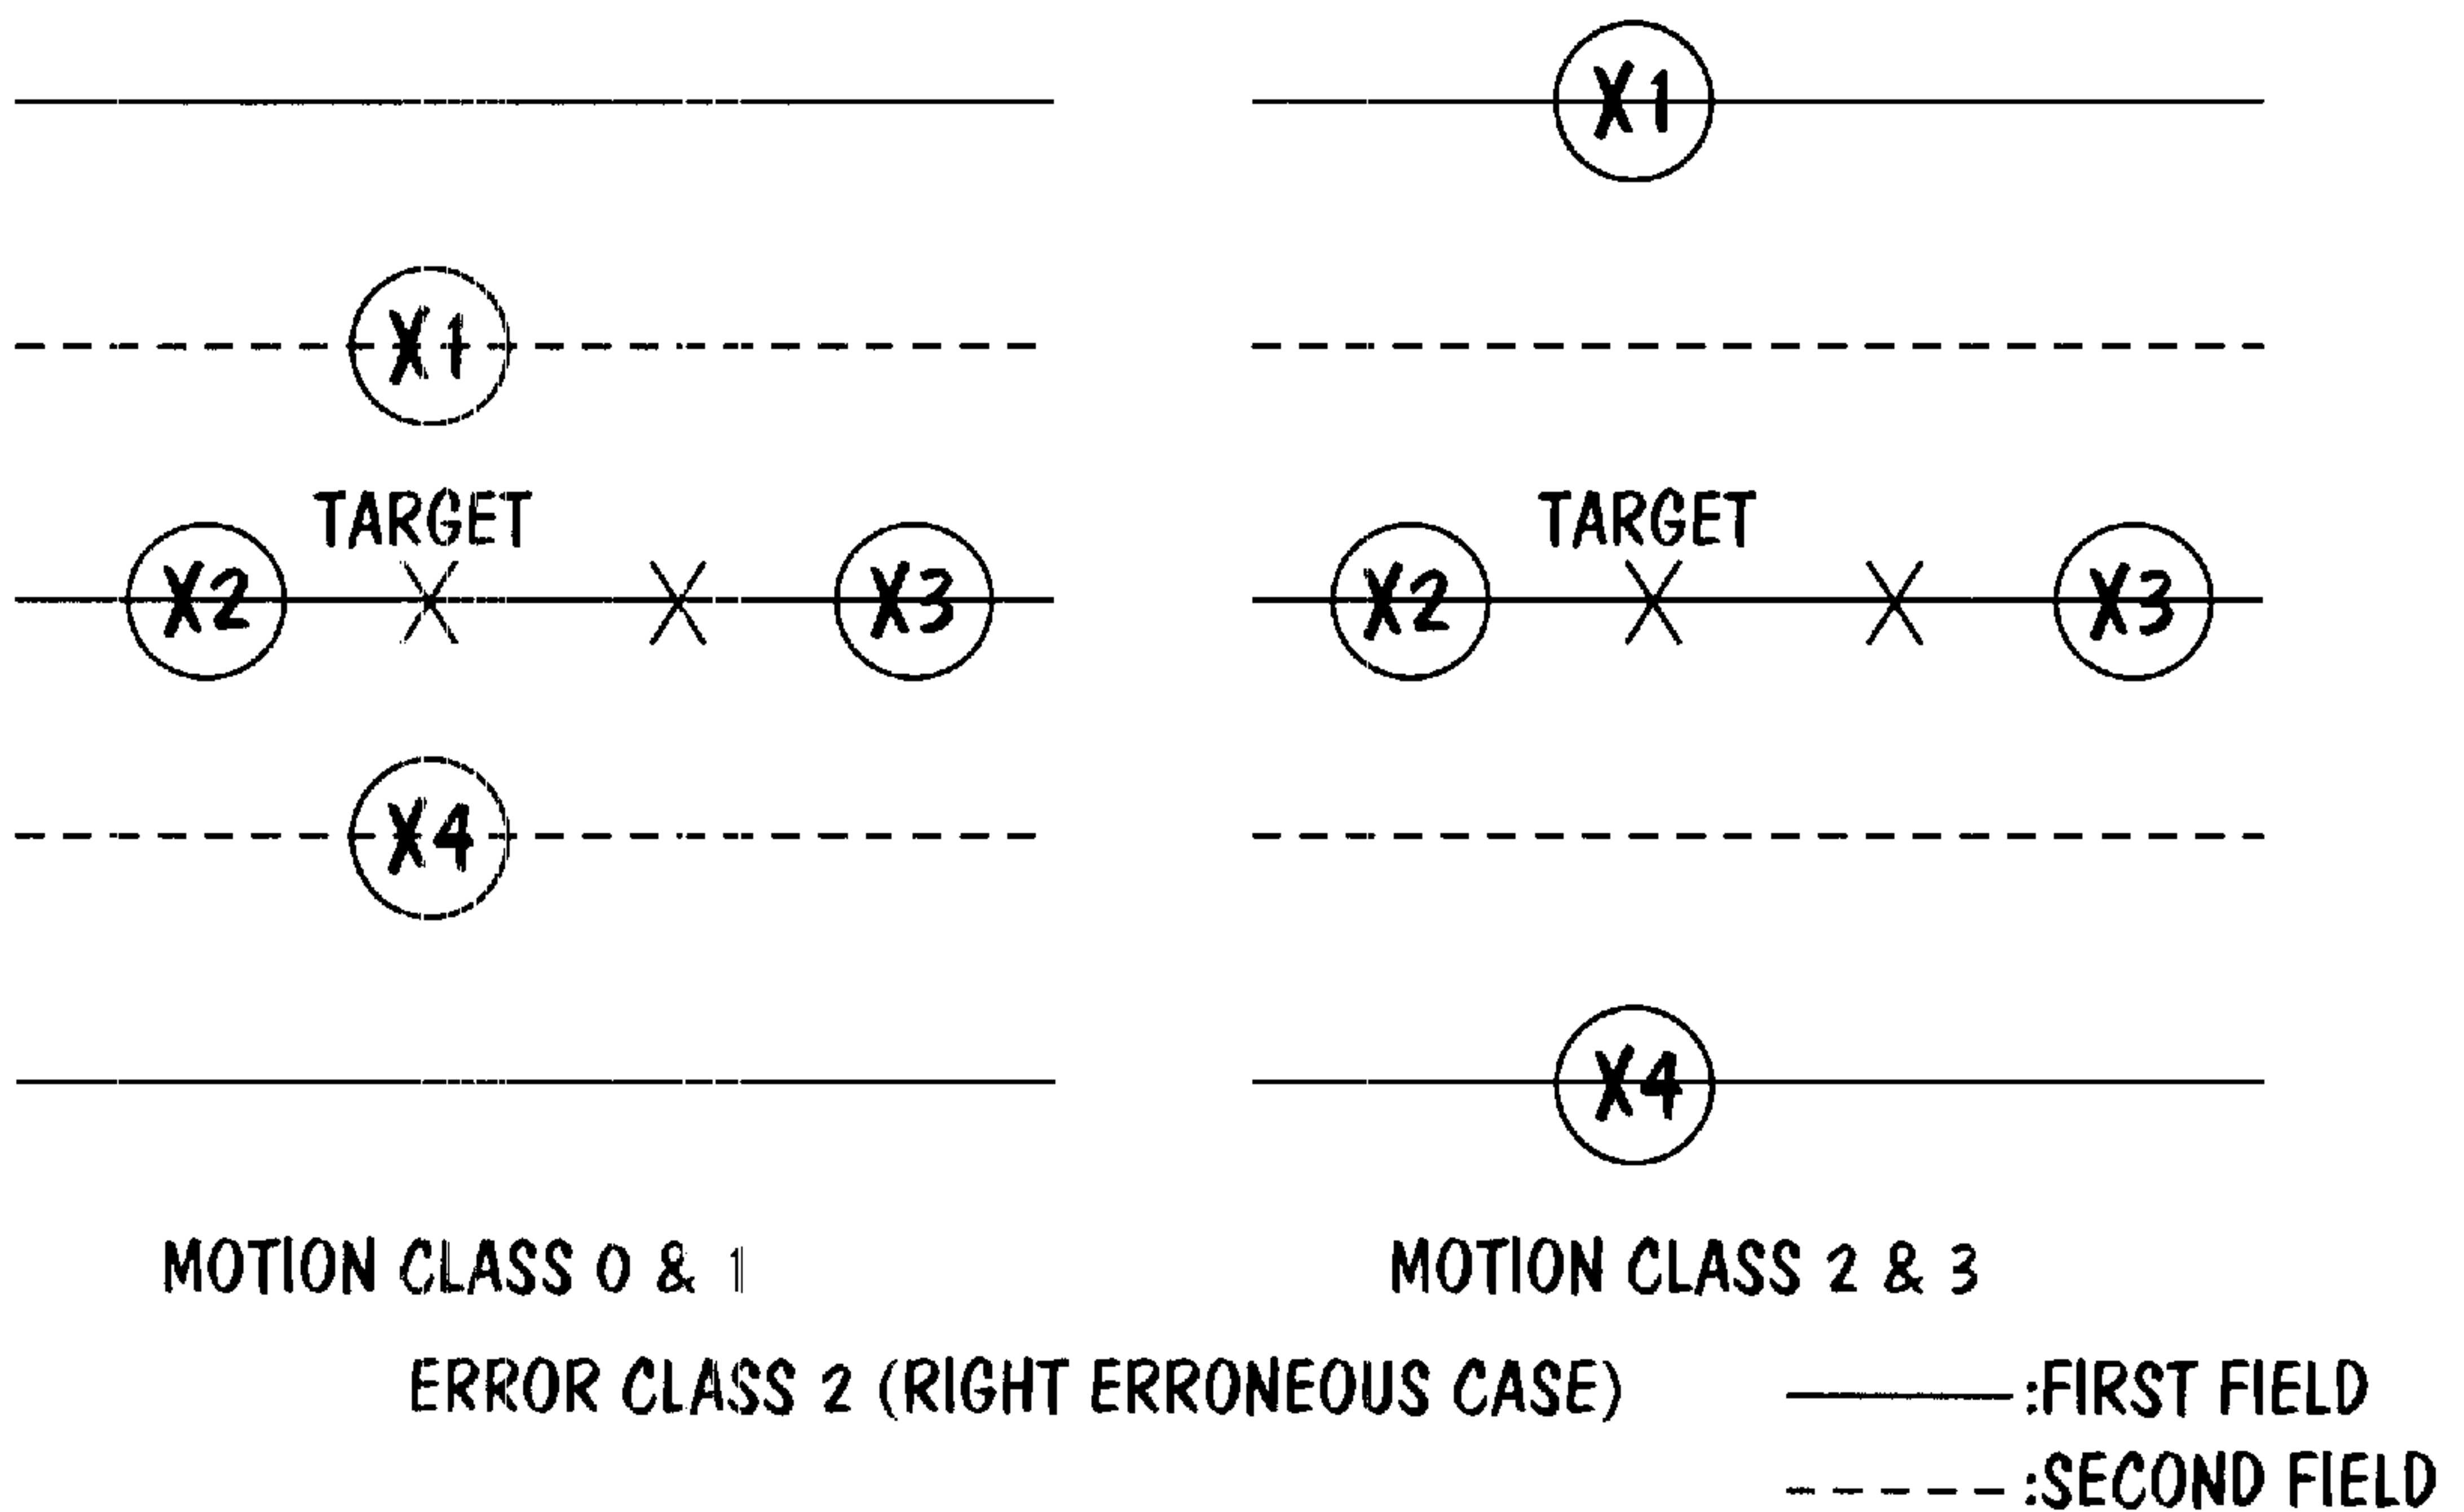 X1
X1
TARGET TARGET
X2 X X X3 X2 X X X3
X4
X4
MOTION CLASS 0 & 1 MOTION CLASS 2 & 3
ERROR CLASS 2 (RIGHT ERRONEOUS CASE)
:FIRST FIELD
:SECOND FIELD